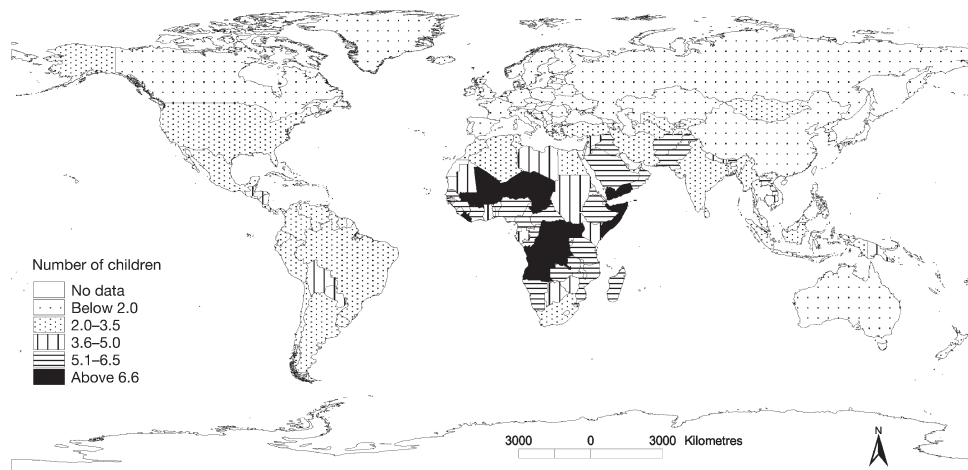 Number of children
No data
Below 2.0
2.0–3.5
3.6–5.0
5.1–6.5
Above 6.6
3000 0 3000 Kilometres
N